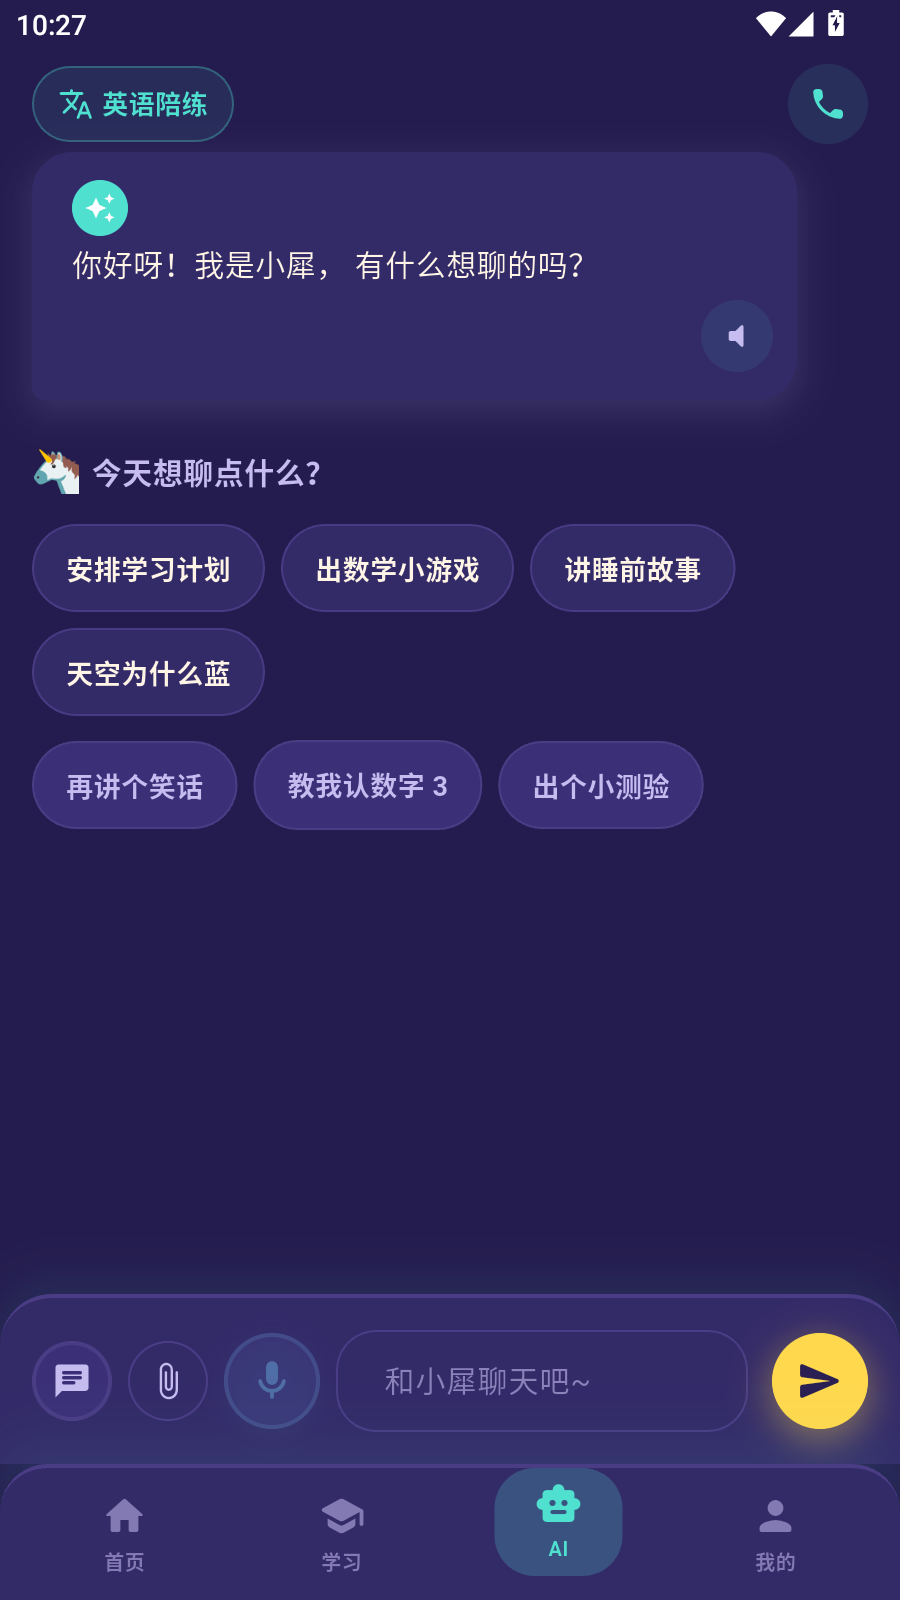 10:27
英语陪练
你好呀！我是小犀， 有什么想聊的吗？
今天想聊点什么？
安排学习计划
出数学小游戏
讲睡前故事
天空为什么蓝
再讲个笑话
教我认数字 3
出个小测验
和小犀聊天吧~
首页
学习
AI
我的